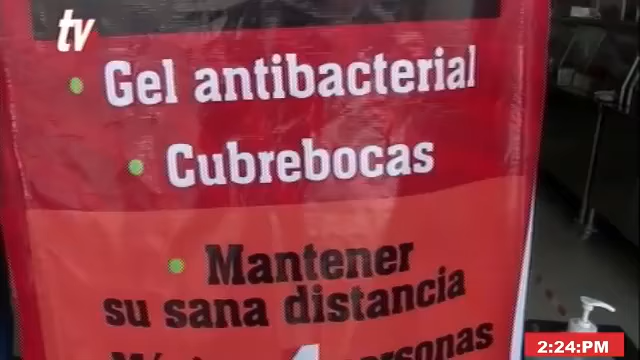 tv
• Gel antibacterial
• Cubrebocas
• Mantener
su sana distancia
personas
2:24:PM